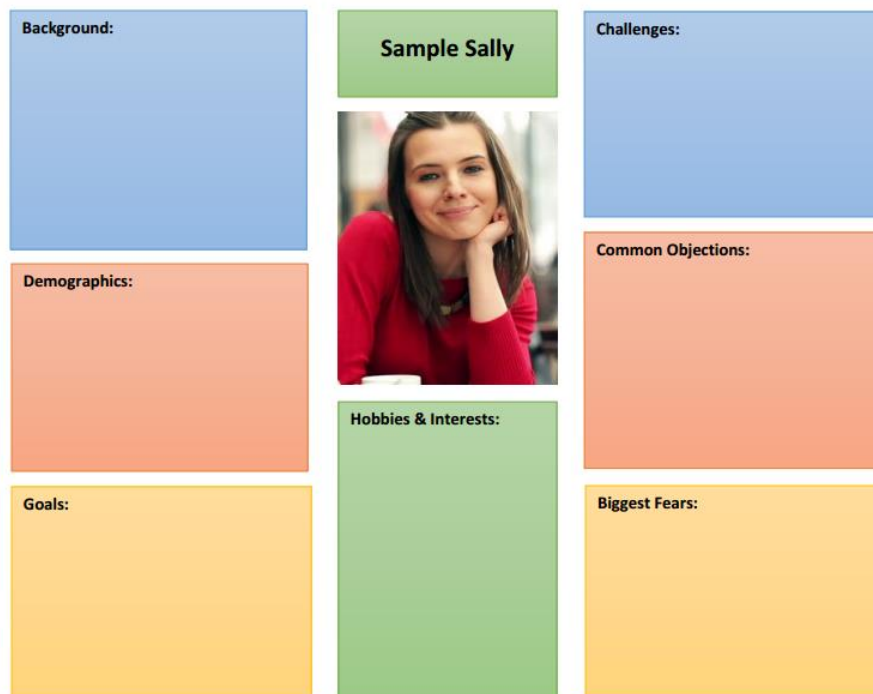 Background:
Sample Sally
Challenges:
Demographics:
Common Objections:
Hobbies & Interests:
Goals:
Biggest Fears: